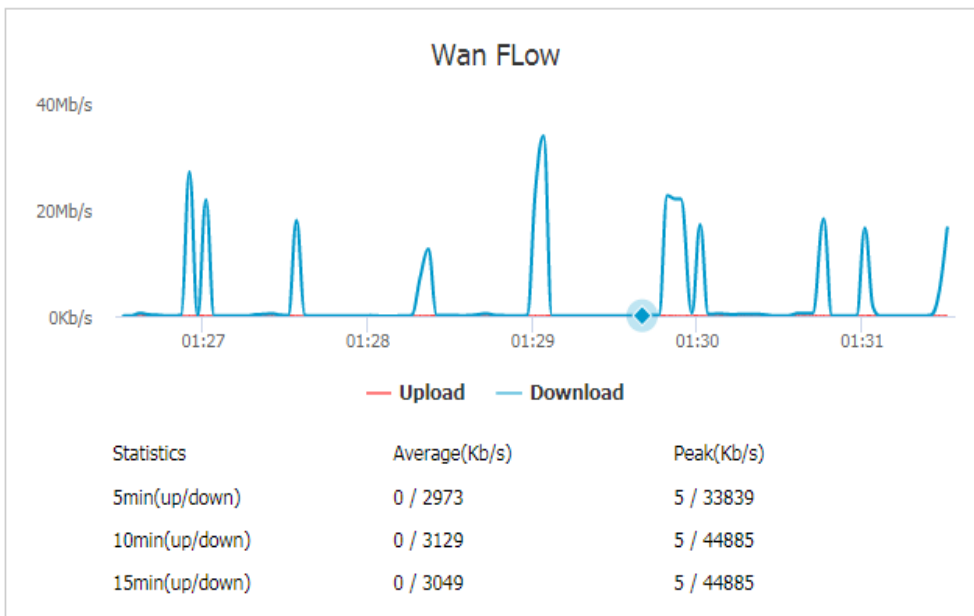 Wan FLow
40Mb/s
20Mb/s
0Kb/s
01:27 01:28 01:29 01:30 01:31
Upload Download
Statistics Average(Kb/s) Peak(Kb/s)
5min(up/down) 0 / 2973 5 / 33839
10min(up/down) 0 / 3129 5 / 44885
15min(up/down) 0 / 3049 5 / 44885